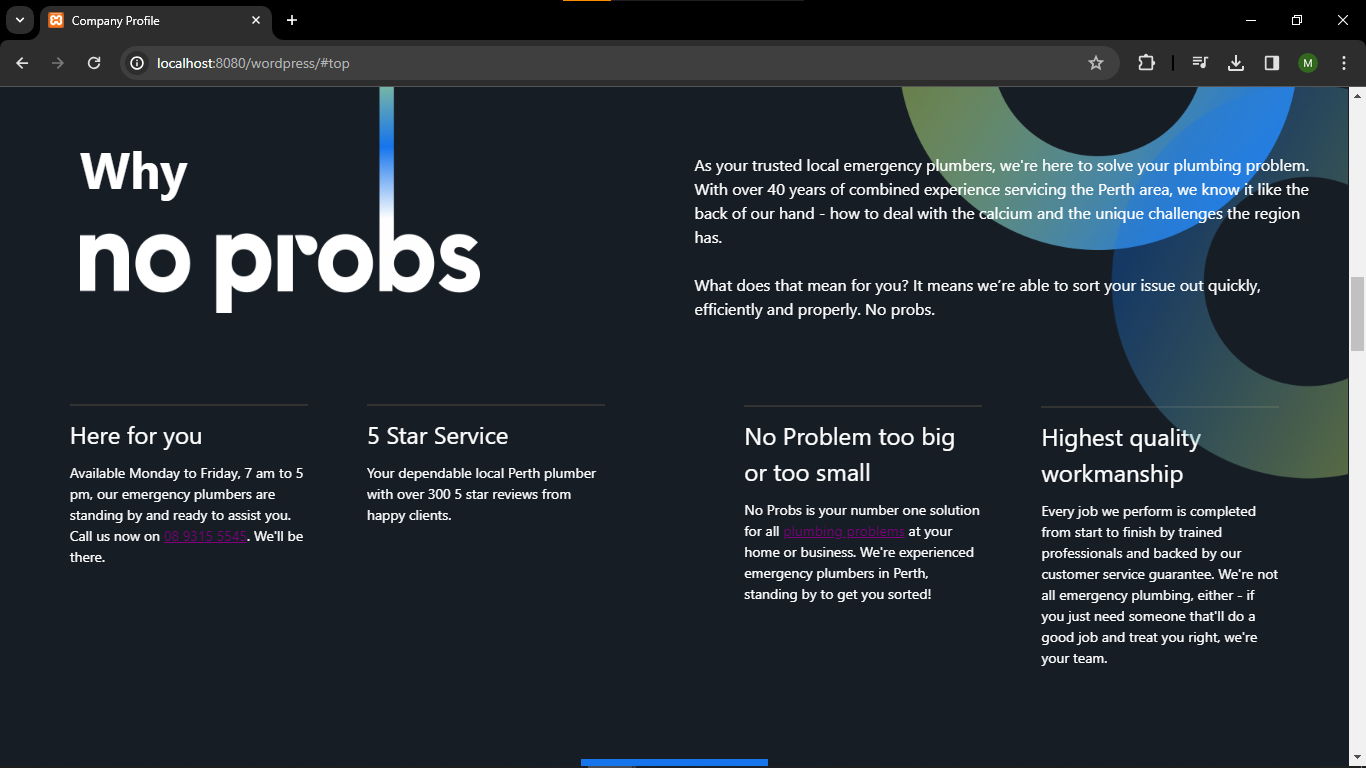 Company Profile
localhost:8080/wordpress/#top
M
Why
no probs
As your trusted local emergency plumbers, we're here to solve your plumbing problem.
With over 40 years of combined experience servicing the Perth area, we know it like the
back of our hand - how to deal with the calcium and the unique challenges the region
has.
What does that mean for you? It means we’re able to sort your issue out quickly,
efficiently and properly. No probs.
Here for you
Available Monday to Friday, 7 am to 5
pm, our emergency plumbers are
standing by and ready to assist you.
Call us now on 08 9315 5545. We'll be
there.
5 Star Service
Your dependable local Perth plumber
with over 300 5 star reviews from
happy clients.
No Problem too big
or too small
No Probs is your number one solution
for all plumbing problems at your
home or business. We're experienced
emergency plumbers in Perth,
standing by to get you sorted!
Highest quality
workmanship
Every job we perform is completed
from start to finish by trained
professionals and backed by our
customer service guarantee. We're not
all emergency plumbing, either - if
you just need someone that'll do a
good job and treat you right, we're
your team.